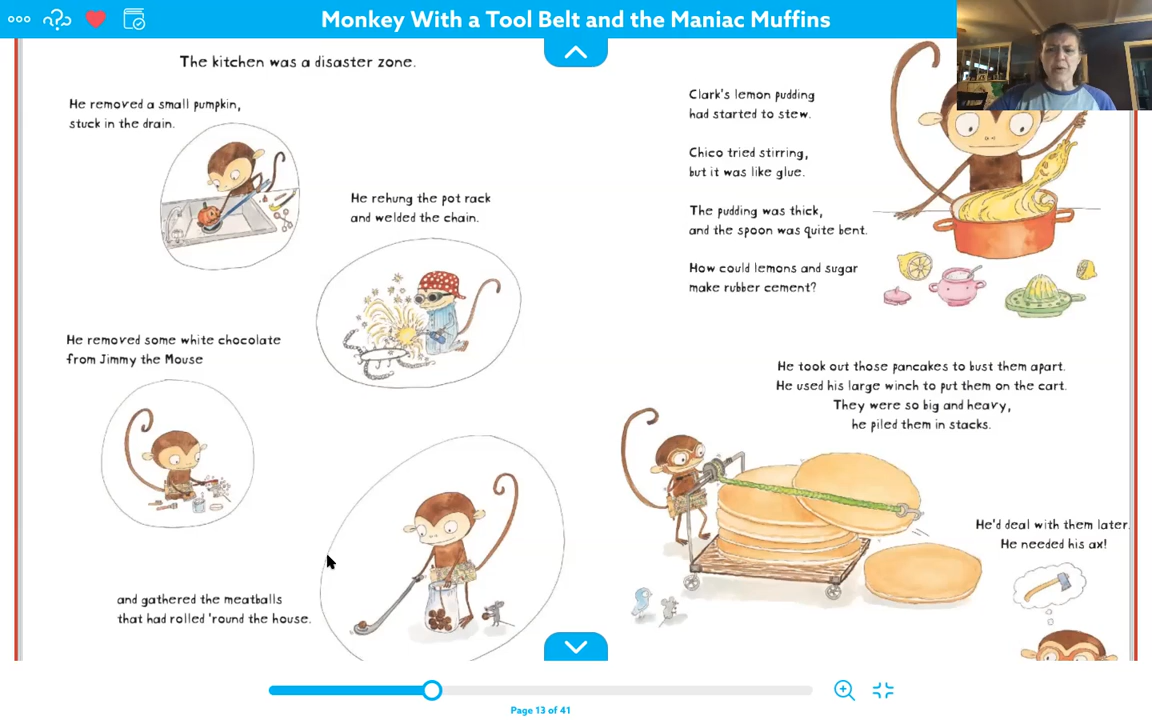 Monkey With a Tool Belt and the Maniac Muffins
The kitchen was a disaster zone.
He removed a small pumpkin,
stuck in the drain.
He rehung the pot rack
and welded the chain.
He removed some white chocolate
from Jimmy the Mouse
and gathered the meatballs
that had rolled 'round the house.
Clark's lemon pudding
had started to stew.
Chico tried stirring,
but it was like glue.
The pudding was thick,
and the spoon was quite bent.
How could lemons and sugar
make rubber cement?
He took out those pancakes to bust them apart.
He used his large winch to put them on the cart.
They were so big and heavy,
he piled them in stacks.
He'd deal with them later.
He needed his ax!
Page 13 of 41